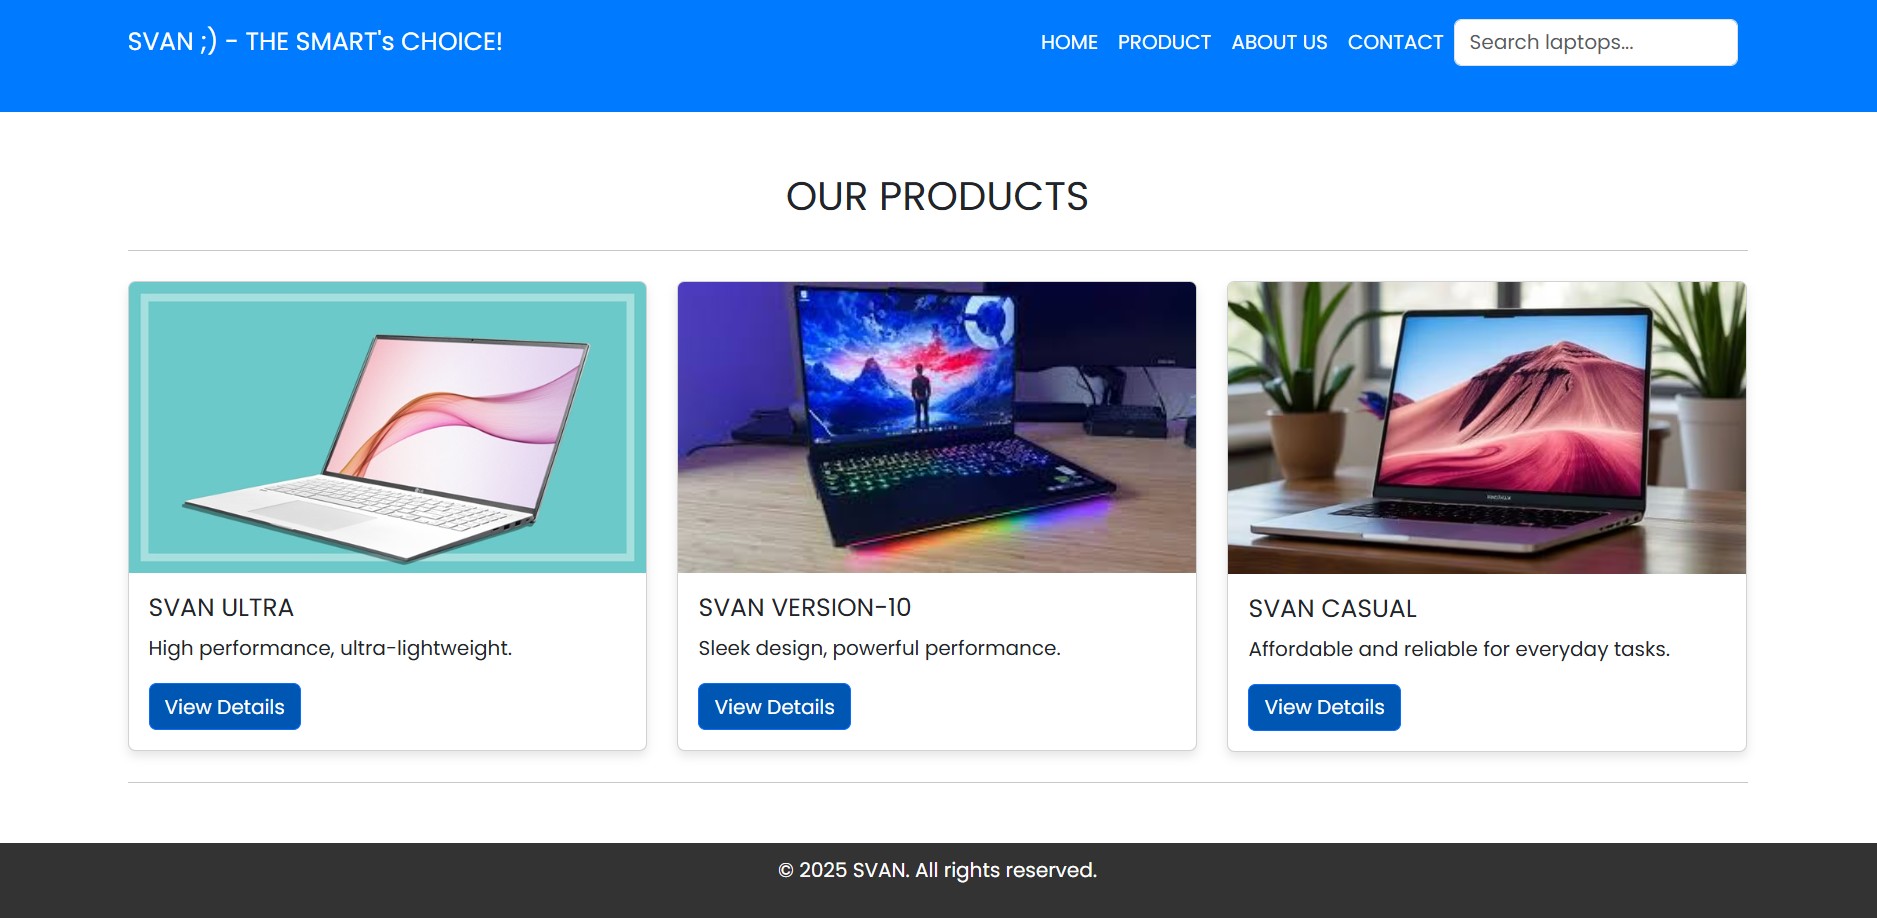 SVAN ;) - THE SMART's CHOICE!
HOME PRODUCT ABOUT US CONTACT Search laptops...
OUR PRODUCTS
SVAN ULTRA
High performance, ultra-lightweight.
View Details
SVAN VERSION-10
Sleek design, powerful performance.
View Details
SVAN CASUAL
Affordable and reliable for everyday tasks.
View Details
© 2025 SVAN. All rights reserved.